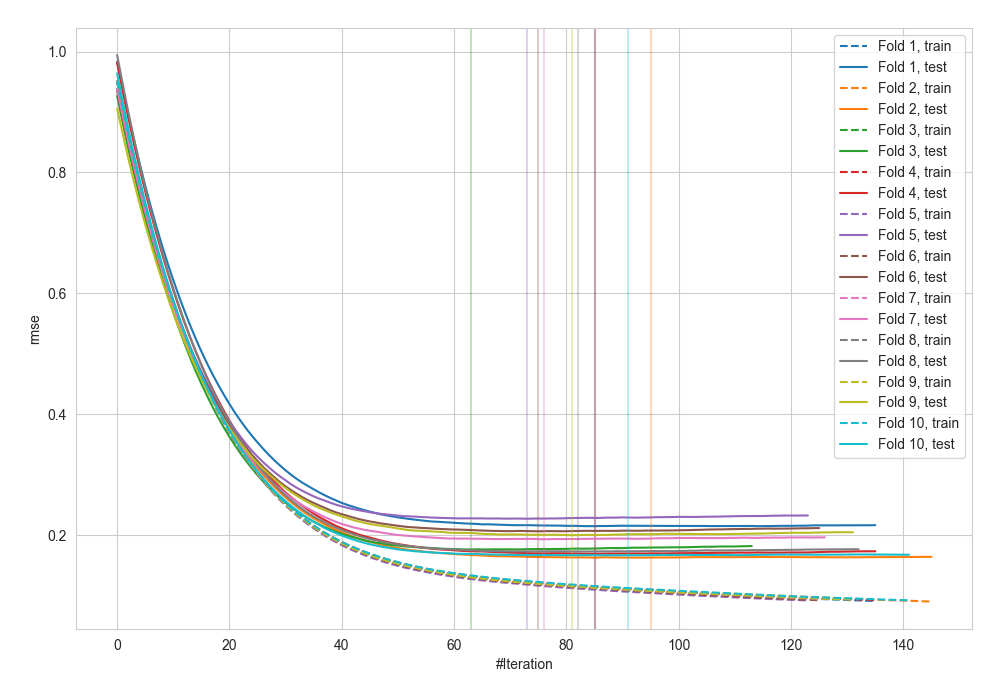 1.0
0.8
0.6
0.4
0.2
rmse
0
20
40
60
80
100
120
140
#Iteration
Fold 1, train
Fold 1, test
Fold 2, train
Fold 2, test
Fold 3, train
Fold 3, test
Fold 4, train
Fold 4, test
Fold 5, train
Fold 5, test
Fold 6, train
Fold 6, test
Fold 7, train
Fold 7, test
Fold 8, train
Fold 8, test
Fold 9, train
Fold 9, test
Fold 10, train
Fold 10, test